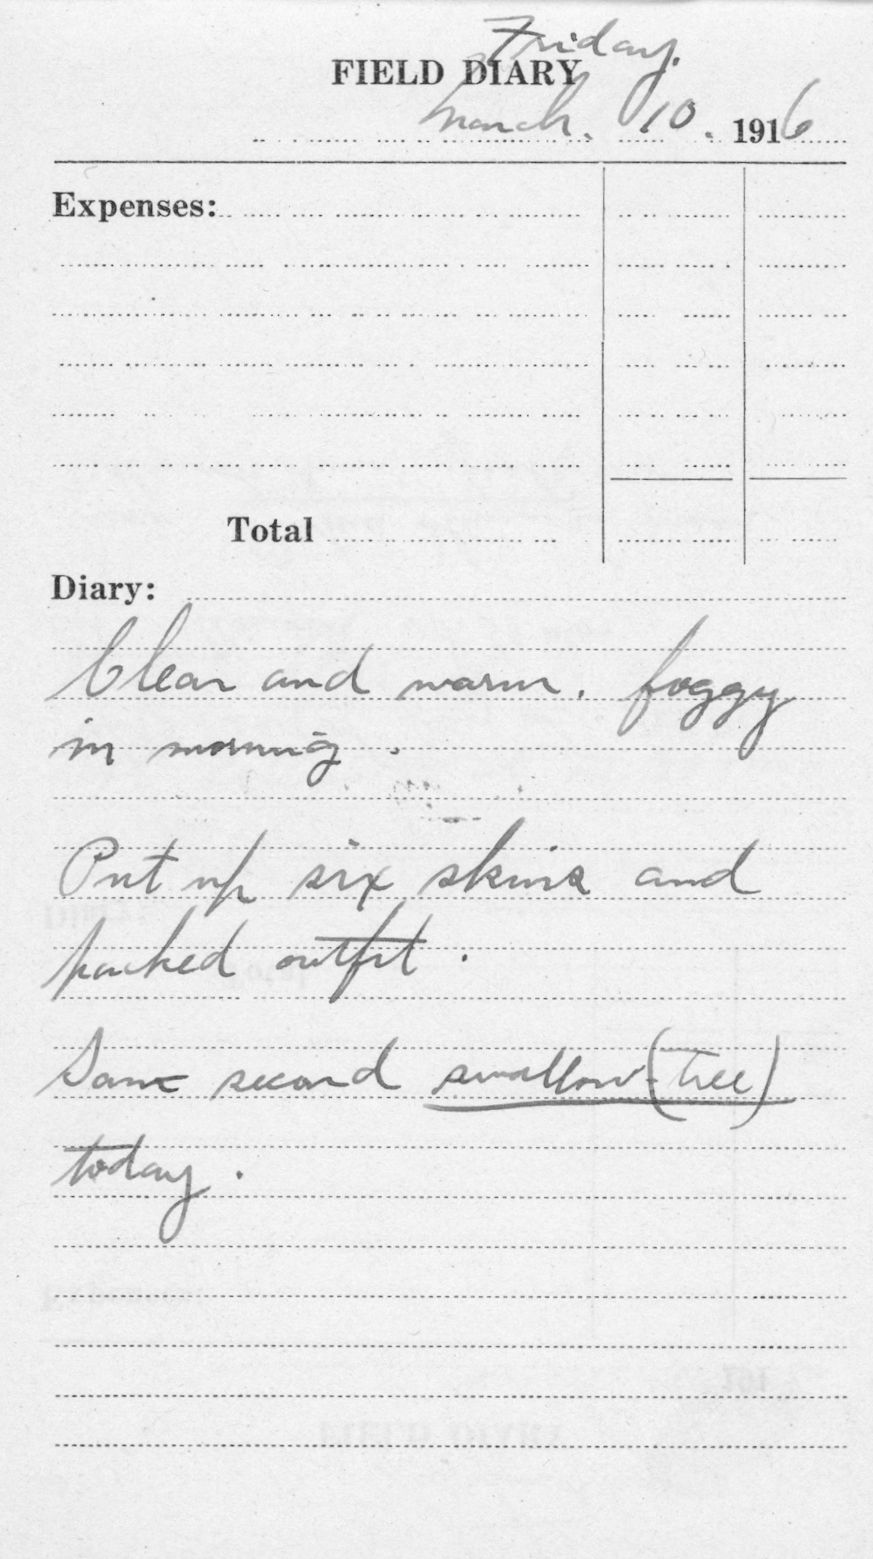 Friday.
FIELD DIARY
March. 10. 1916
Expenses:
Total
Diary:
Clear and warm. foggy
in morning.
Put up six skins and
packed outfit.
Saw second swallow (tree)
today.